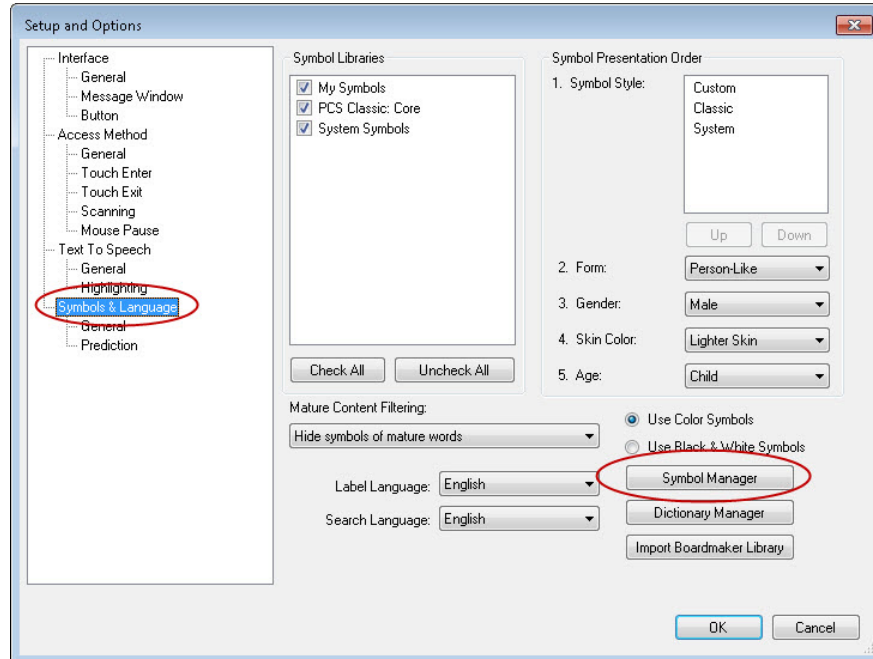 Setup and Options
Interface
General
Message Window
Button
Access Method
General
Touch Enter
Touch Exit
Scanning
Mouse Pause
Text To Speech
General
Highlighting
Symbols & Language
General
Prediction
Symbol Libraries
My Symbols
PCS Classic: Core
System Symbols
Check All Uncheck All
Symbol Presentation Order
1. Symbol Style:
Custom
Classic
System
Up Down
2. Form: Person-Like
3. Gender: Male
4. Skin Color: Lighter Skin
5. Age: Child
Mature Content Filtering:
Hide symbols of mature words
Label Language: English
Search Language: English
Use Color Symbols
Use Black & White Symbols
Symbol Manager
Dictionary Manager
Import Boardmaker Library
OK Cancel